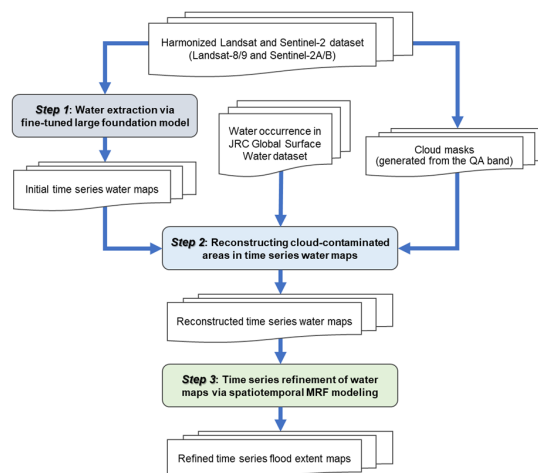 Harmonized Landsat and Sentinel-2 dataset
(Landsat-8/9 and Sentinel-2A/B)
Step 1: Water extraction via
fine-tuned large foundation model
Water occurrence in
JRC Global Surface
Water dataset
Cloud masks
(generated from the QA band)
Initial time series water maps
Step 2: Reconstructing cloud-contaminated
areas in time series water maps
Reconstructed time series water maps
Step 3: Time series refinement of water
maps via spatiotemporal MRF modeling
Refined time series flood extent maps